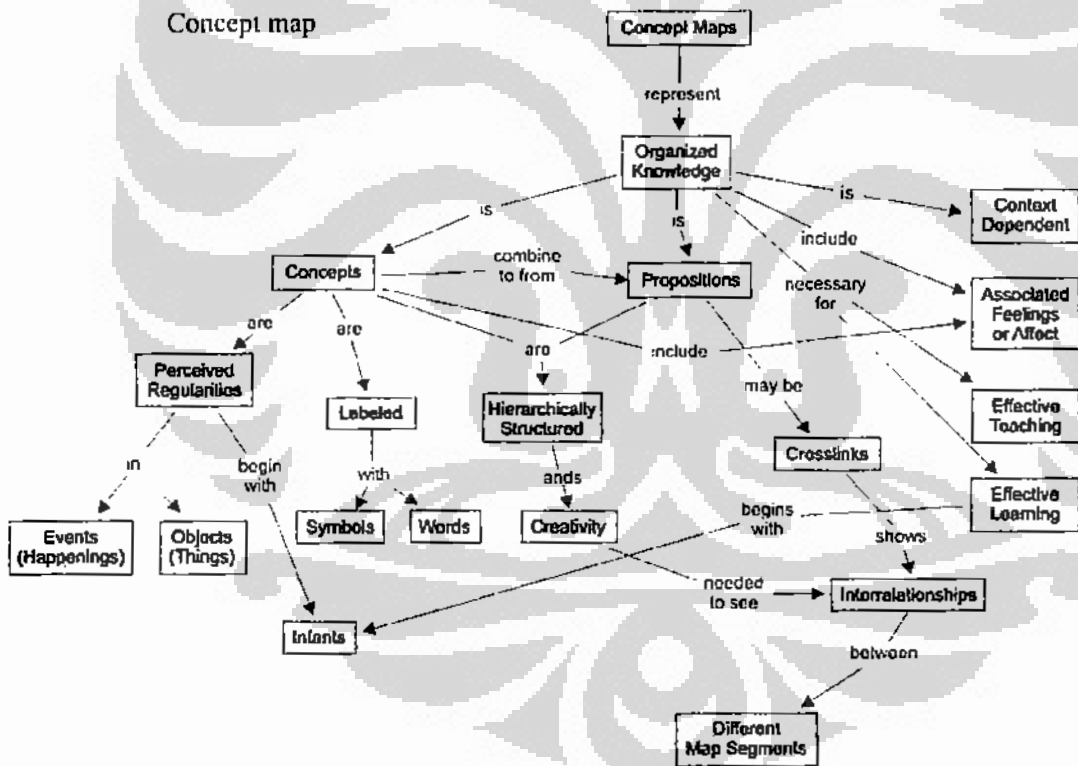 Concept map
Concept Maps
represent
Organized
Knowledge
is
is
is
Context
Dependent
include
combine
to from
Concepts
Propositions
necessary
for
Associated
Feelings
or Affect
are
are
are
include
Perceived
Regularities
may be
Labeled
Hierarchically
Structured
Effective
Teaching
Crosslinks
in
begin
with
with
ands
begins
with
Effective
Learning
Events
(Happenings)
Objects
(Things)
Symbols
Words
Creativity
shows
needed
to see
Interrelationships
Infants
between
Different
Map Segments